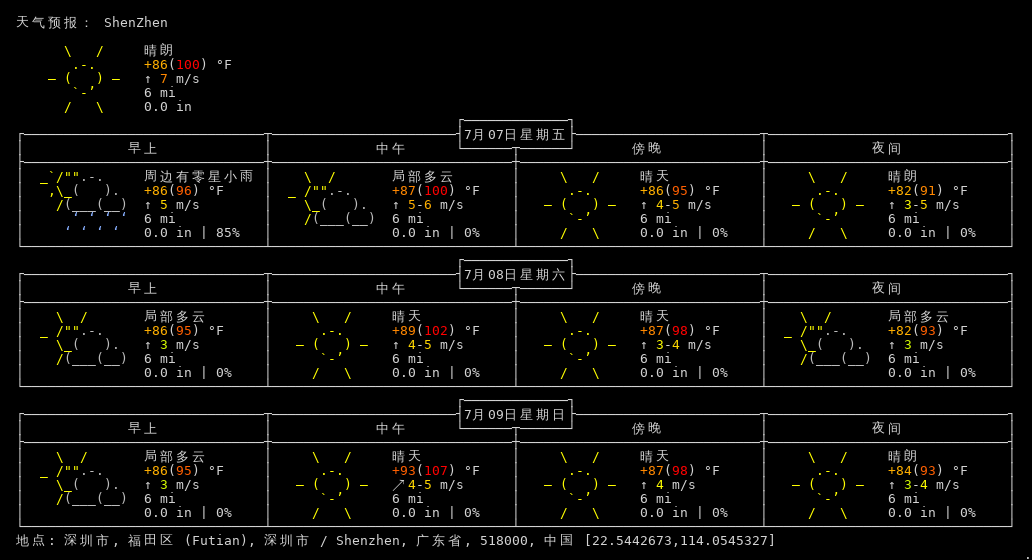 天气预报： ShenZhen
晴朗
+86(100) °F
↑ 7 m/s
6 mi
0.0 in
7月07日星期五
早上 中午 傍晚 夜间
周边有零星小雨 局部多云 晴天 晴朗
+86(96) °F +87(100) °F +86(95) °F +82(91) °F
↑ 5 m/s ↑ 5-6 m/s ↑ 4-5 m/s ↑ 3-5 m/s
6 mi 6 mi 6 mi 6 mi
0.0 in | 85% 0.0 in | 0% 0.0 in | 0% 0.0 in | 0%
7月08日星期六
早上 中午 傍晚 夜间
局部多云 晴天 晴天 局部多云
+86(95) °F +89(102) °F +87(98) °F +82(93) °F
↑ 3 m/s ↑ 4-5 m/s ↑ 3-4 m/s ↑ 3 m/s
6 mi 6 mi 6 mi 6 mi
0.0 in | 0% 0.0 in | 0% 0.0 in | 0% 0.0 in | 0%
7月09日星期日
早上 中午 傍晚 夜间
局部多云 晴天 晴天 晴朗
+86(95) °F +93(107) °F +87(98) °F +84(93) °F
↑ 3 m/s ↗ 4-5 m/s ↑ 4 m/s ↑ 3-4 m/s
6 mi 6 mi 6 mi 6 mi
0.0 in | 0% 0.0 in | 0% 0.0 in | 0% 0.0 in | 0%
地点: 深圳市, 福田区 (Futian), 深圳市 / Shenzhen, 广东省, 518000, 中国 [22.5442673,114.0545327]